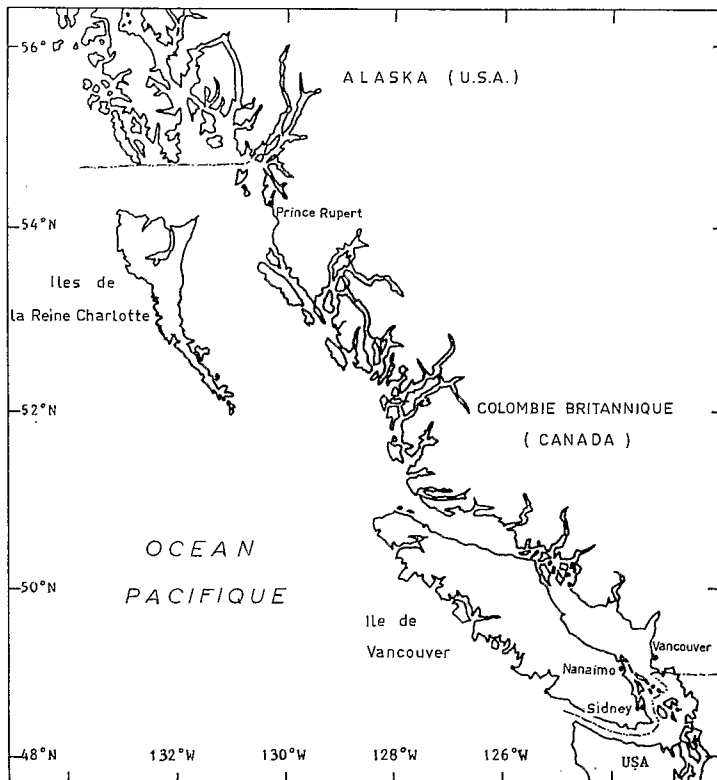 56°
ALASKA (U.S.A.)
54°N
Prince Rupert
Iles de
la Reine Charlotte
52°N
COLOMBIE BRITANNIQUE
(CANADA)
OCEAN
PACIFIQUE
50°N
Ile de
Vancouver
Vancouver
Nanaimo
Sidney
48°N
132°W
130°W
128°W
126°W
USA